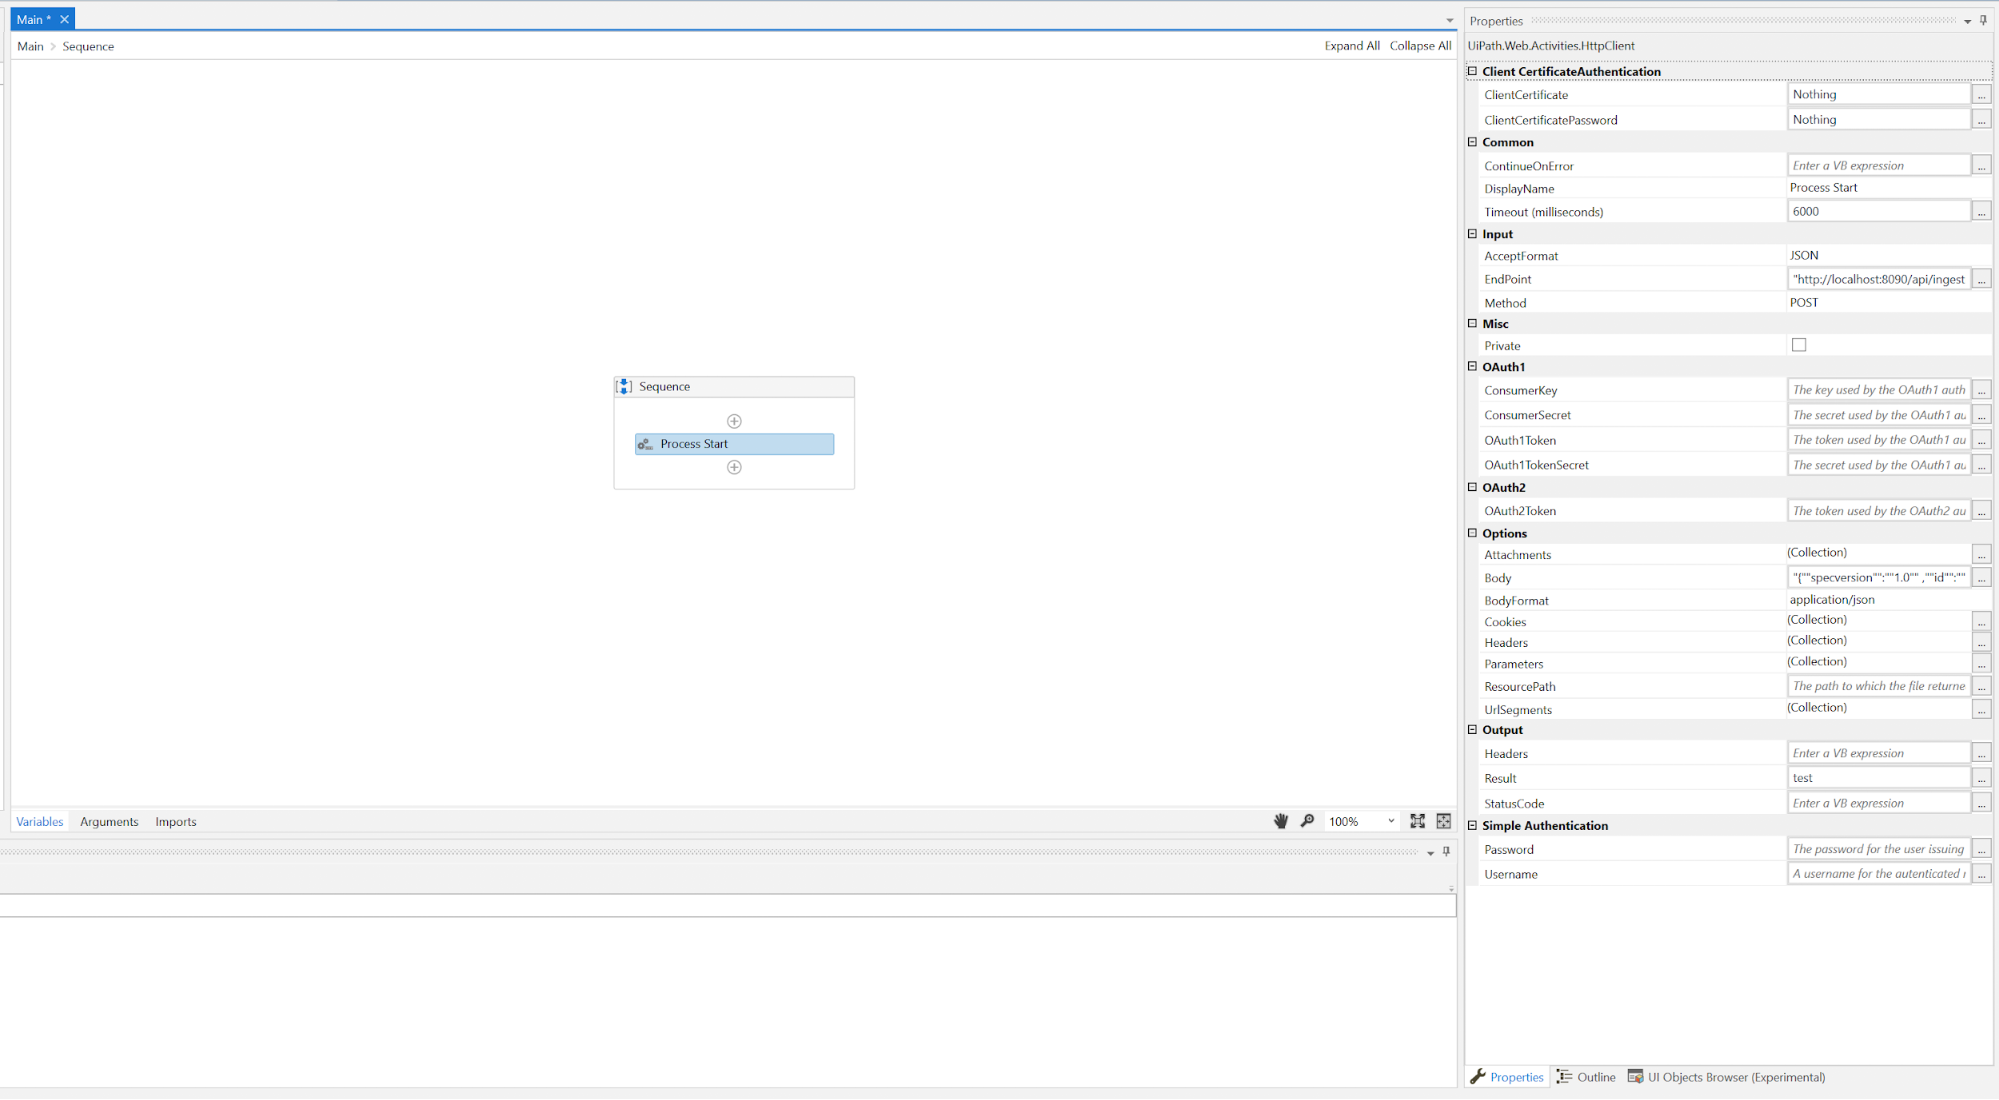 Main *
Main > Sequence
Expand All Collapse All
Sequence
Process Start
Variables Arguments Imports
100%
Properties
UiPath.Web.Activities.HttpClient
Client CertificateAuthentication
ClientCertificate Nothing ...
ClientCertificatePassword Nothing ...
Common
ContinueOnError Enter a VB expression ...
DisplayName Process Start
Timeout (milliseconds) 6000 ...
Input
AcceptFormat JSON
EndPoint "http://localhost:8090/api/ingest ...
Method POST
Misc
Private
OAuth1
ConsumerKey The key used by the OAuth1 auth ...
ConsumerSecret The secret used by the OAuth1 au ...
OAuth1Token The token used by the OAuth1 au ...
OAuth1TokenSecret The secret used by the OAuth1 au ...
OAuth2
OAuth2Token The token used by the OAuth2 au ...
Options
Attachments (Collection) ...
Body "{""specversion"":""1.0"" ,""id"":"" ...
BodyFormat application/json
Cookies (Collection) ...
Headers (Collection) ...
Parameters (Collection) ...
ResourcePath The path to which the file returne ...
UrlSegments (Collection) ...
Output
Headers Enter a VB expression ...
Result test ...
StatusCode Enter a VB expression ...
Simple Authentication
Password The password for the user issuing ...
Username A username for the autenticated r ...
Properties Outline UI Objects Browser (Experimental)